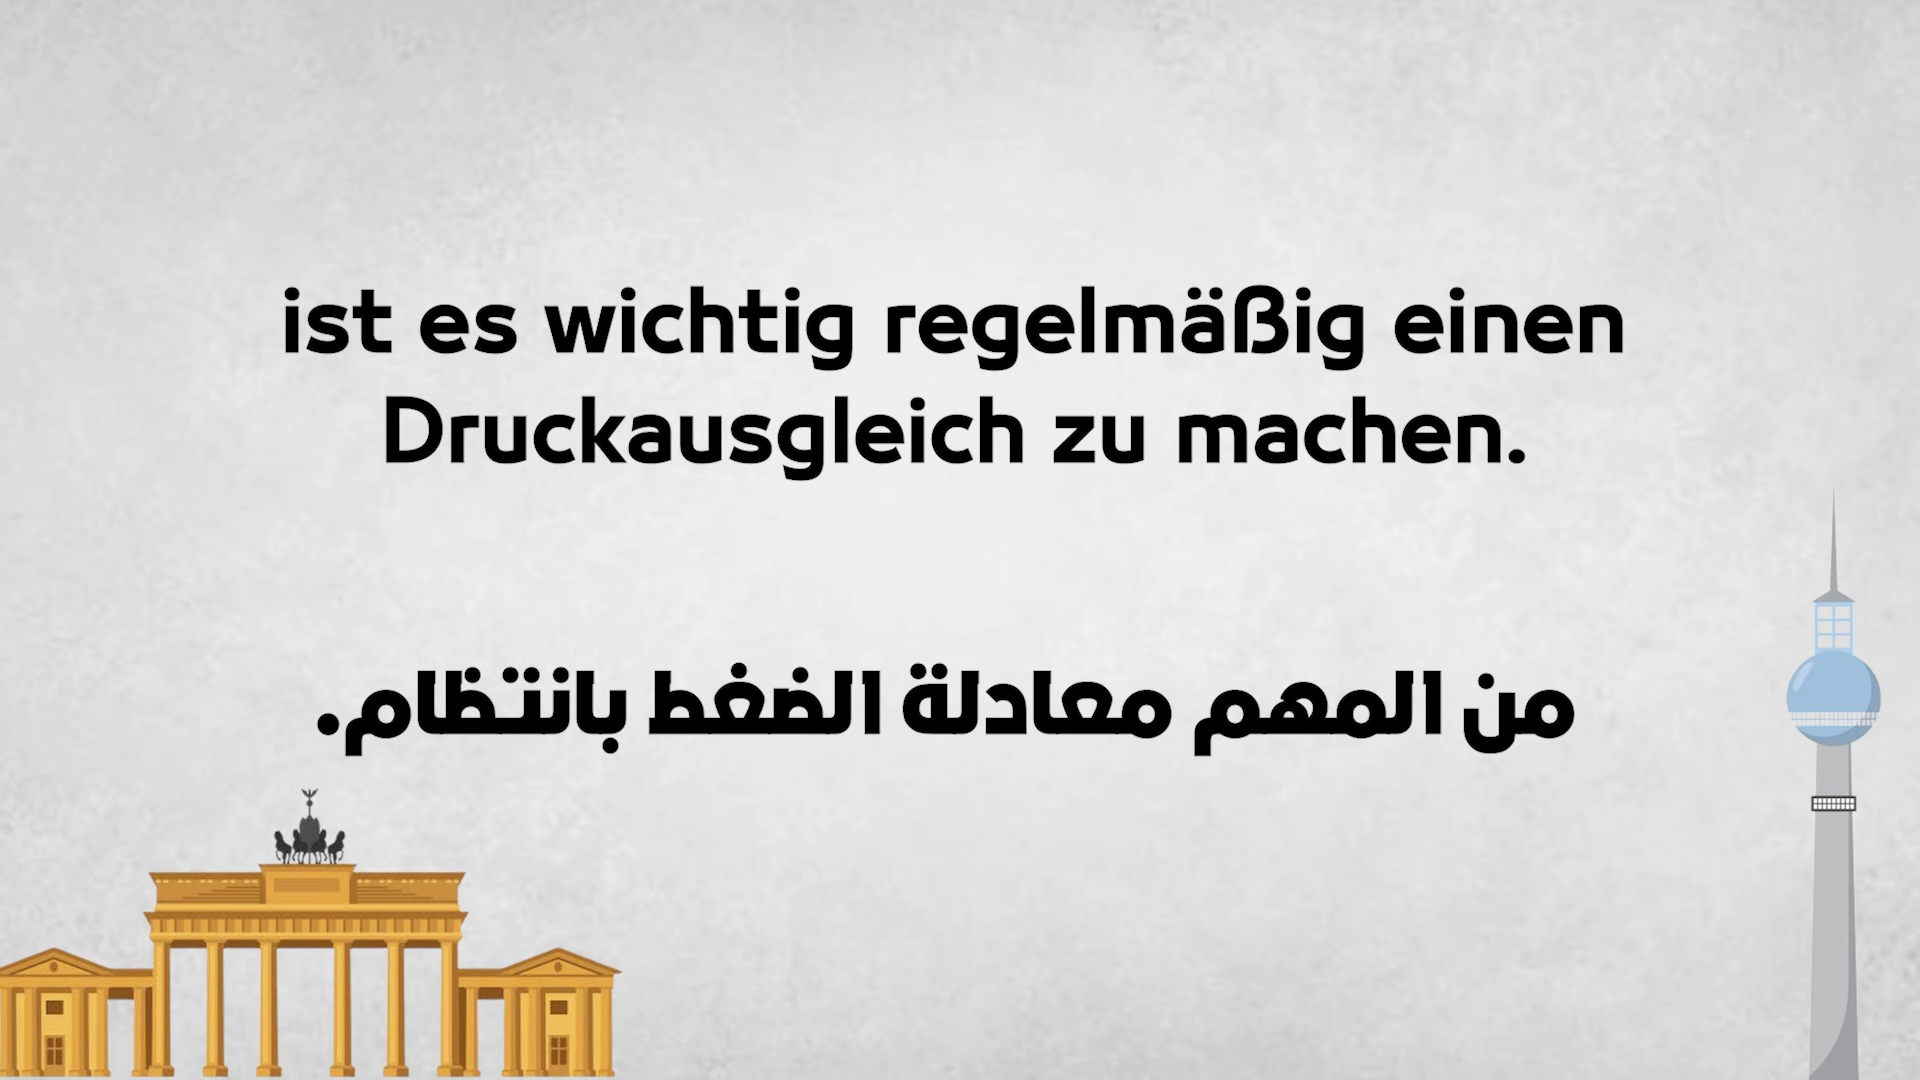 ist es wichtig regelmäßig einen
Druckausgleich zu machen.
من المهم معادلة الضغط بانتظام.